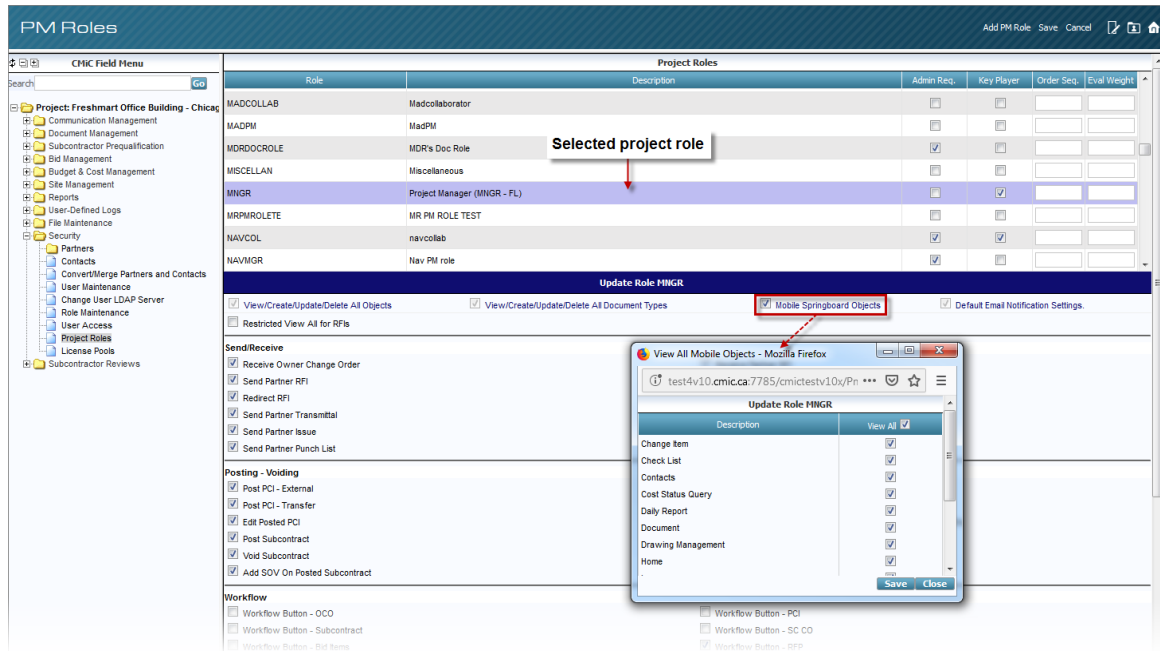 PM Roles
Add PM Role Save Cancel
CMiC Field Menu
Search Go
Project: Freshmart Office Building - Chicag
Communication Management
Document Management
Subcontractor Prequalification
Bid Management
Budget & Cost Management
Site Management
Reports
User-Defined Logs
File Maintenance
Security
Partners
Contacts
Convert/Merge Partners and Contacts
User Maintenance
Change User LDAP Server
Role Maintenance
User Access
Project Roles
License Pools
Subcontractor Reviews
Project Roles
Role Description Admin Req. Key Player Order Seq. Eval Weight
MADCOLLAB Madcollaborator
MADPM MadPM
MDRDOCROLE MDR's Doc Role
Selected project role
MISCELLAN Miscellaneous
MNGR Project Manager (MNGR - FL)
MRPMROLETE MR PM ROLE TEST
NAVCOL navcollab
NAVMGR Nav PM role
Update Role MNGR
View/Create/Update/Delete All Objects View/Create/Update/Delete All Document Types Mobile Springboard Objects Default Email Notification Settings.
Restricted View All for RFIs
Send/Receive
Receive Owner Change Order
Send Partner RFI
Redirect RFI
Send Partner Transmittal
Send Partner Issue
Send Partner Punch List
Posting - Voiding
Post PCI - External
Post PCI - Transfer
Edit Posted PCI
Post Subcontract
Void Subcontract
Add SOV On Posted Subcontract
Workflow
Workflow Button - OCO Workflow Button - PCI
Workflow Button - Subcontract Workflow Button - SC CO
Workflow Button - Bid Items Workflow Button - RFP
View All Mobile Objects - Mozilla Firefox
test4v10.cmic.ca:7785/cmictestv10x/Pr
Update Role MNGR
Description View All
Change Item
Check List
Contacts
Cost Status Query
Daily Report
Document
Drawing Management
Home
Save Close